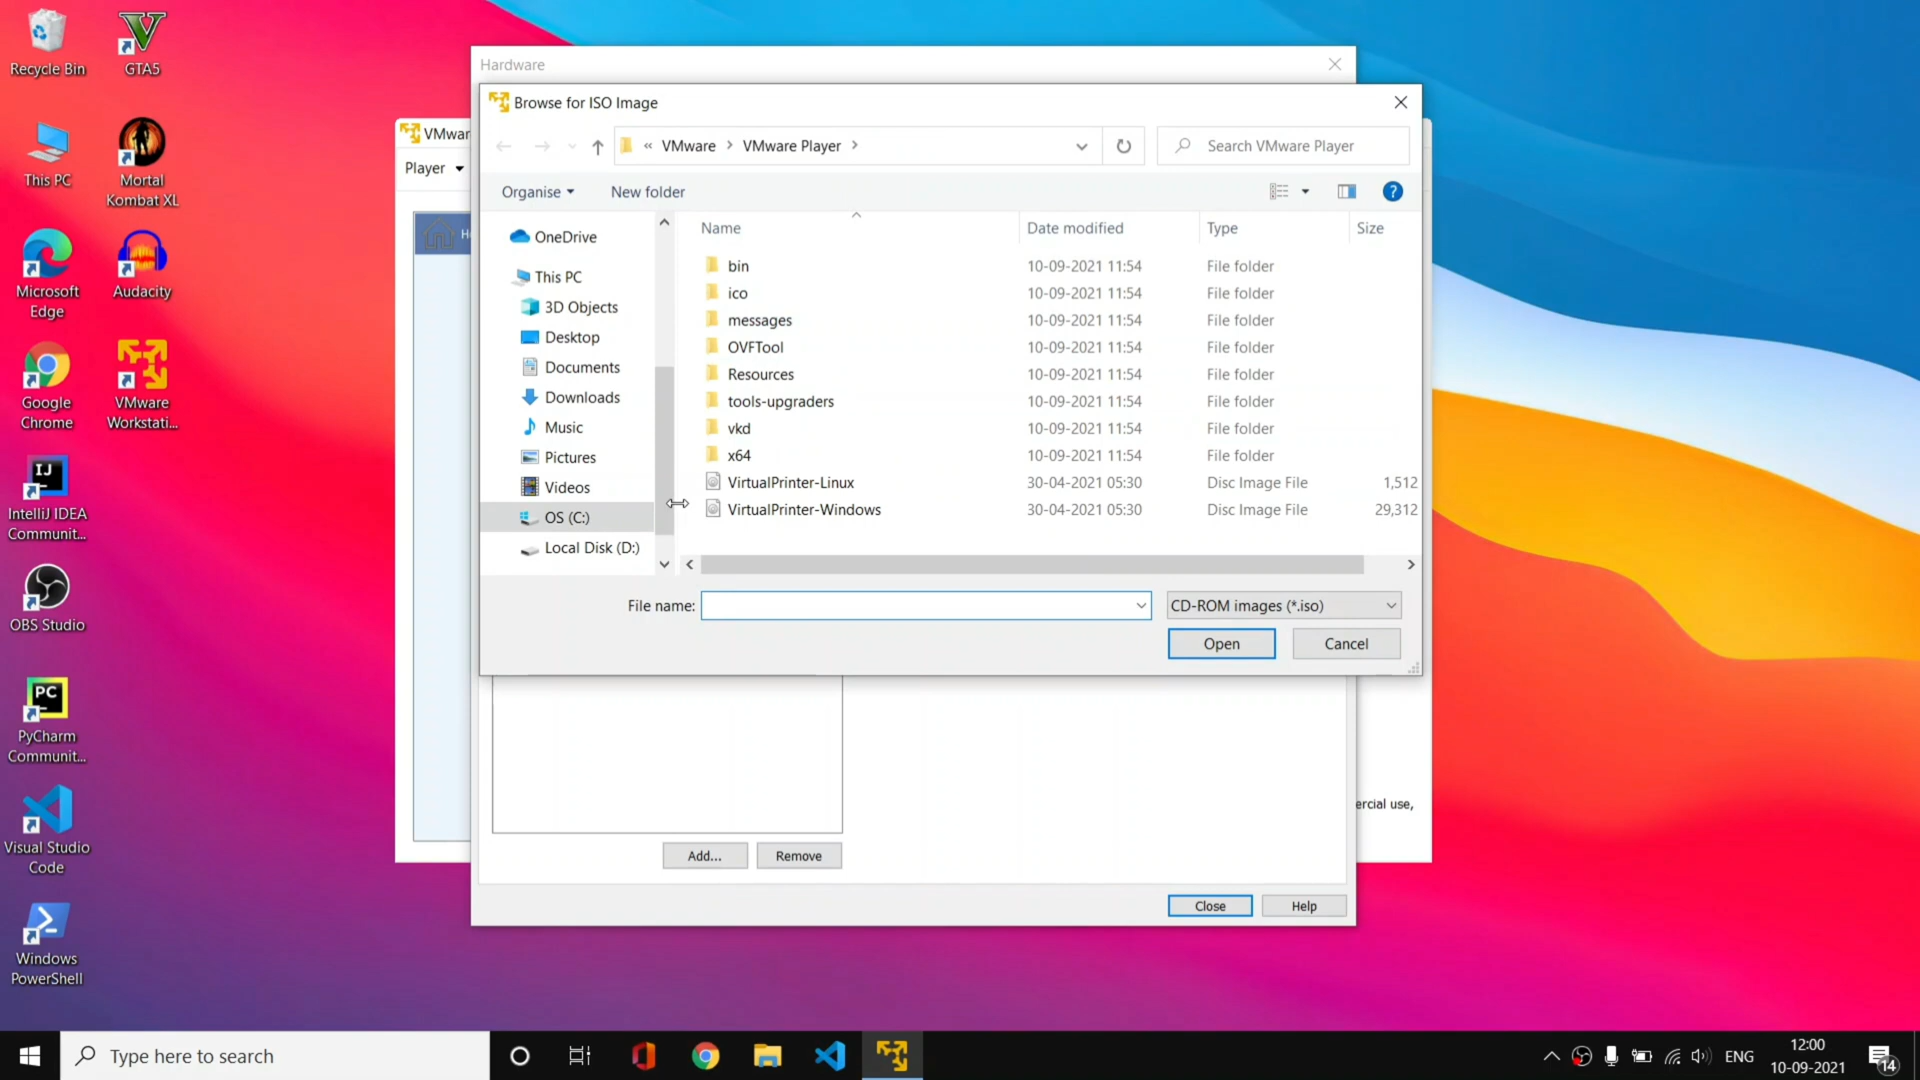 Recycle Bin
GTA5
This PC
Mortal
Kombat XL
Microsoft
Edge
Audacity
Google
Chrome
VMware
Workstati...
IntelliJ IDEA
Communit...
OBS Studio
PyCharm
Communit...
Visual Studio
Code
Windows
PowerShell
VMwar
Player
H
Hardware
Browse for ISO Image
« VMware > VMware Player >
Search VMware Player
Organise
New folder
?
OneDrive
This PC
3D Objects
Desktop
Documents
Downloads
Music
Pictures
Videos
OS (C:)
Local Disk (D:)
Name Date modified Type Size
bin 10-09-2021 11:54 File folder
ico 10-09-2021 11:54 File folder
messages 10-09-2021 11:54 File folder
OVFTool 10-09-2021 11:54 File folder
Resources 10-09-2021 11:54 File folder
tools-upgraders 10-09-2021 11:54 File folder
vkd 10-09-2021 11:54 File folder
x64 10-09-2021 11:54 File folder
VirtualPrinter-Linux 30-04-2021 05:30 Disc Image File 1,512
VirtualPrinter-Windows 30-04-2021 05:30 Disc Image File 29,312
File name:
CD-ROM images (*.iso)
Open
Cancel
ercial use,
Add...
Remove
Close
Help
Type here to search
ENG
12:00
10-09-2021
14